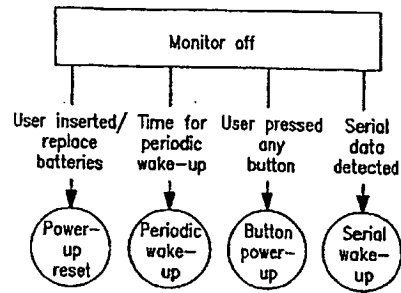 Monitor off
User inserted/
replace
batteries
Time for
periodic
wake-up
User pressed
any
button
Serial
data
detected
Power-
up
reset
Periodic
wake-
up
Button
power-
up
Serial
wake-
up